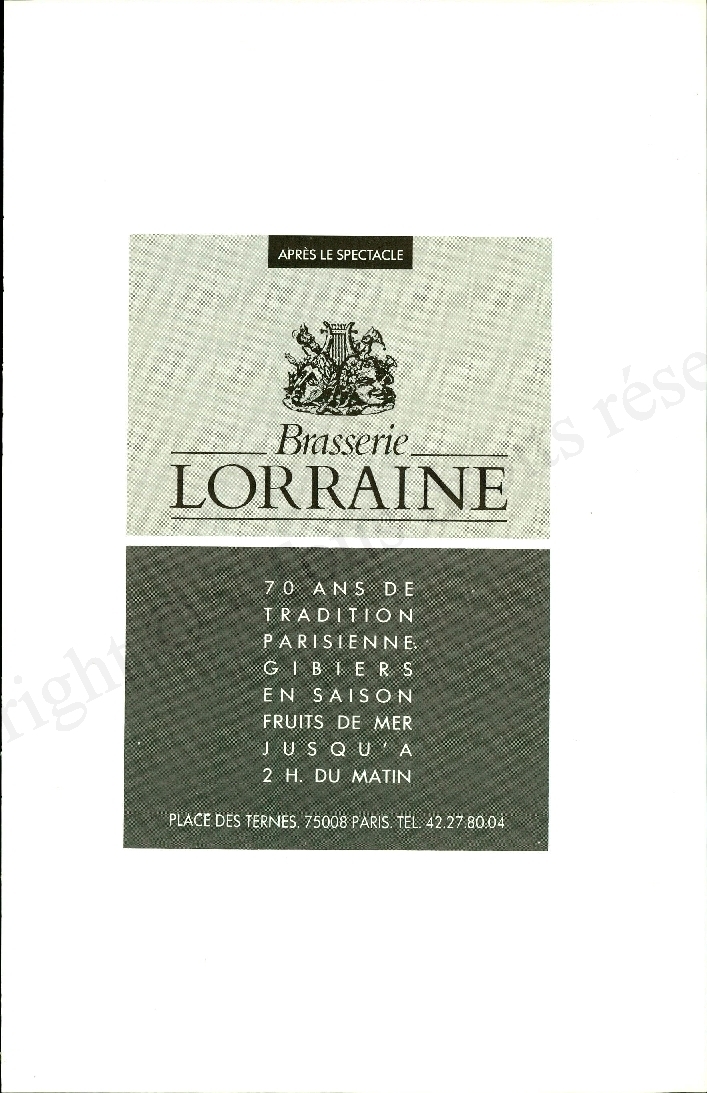 APRÈS LE SPECTACLE
Brasserie
LORRAINE
70 ANS DE
TRADITION
PARISIENNE.
GIBIERS
EN SAISON
FRUITS DE MER
JUSQU'A
2 H. DU MATIN
PLACE DES TERNES. 75008 PARIS. TEL. 42.27.80.04